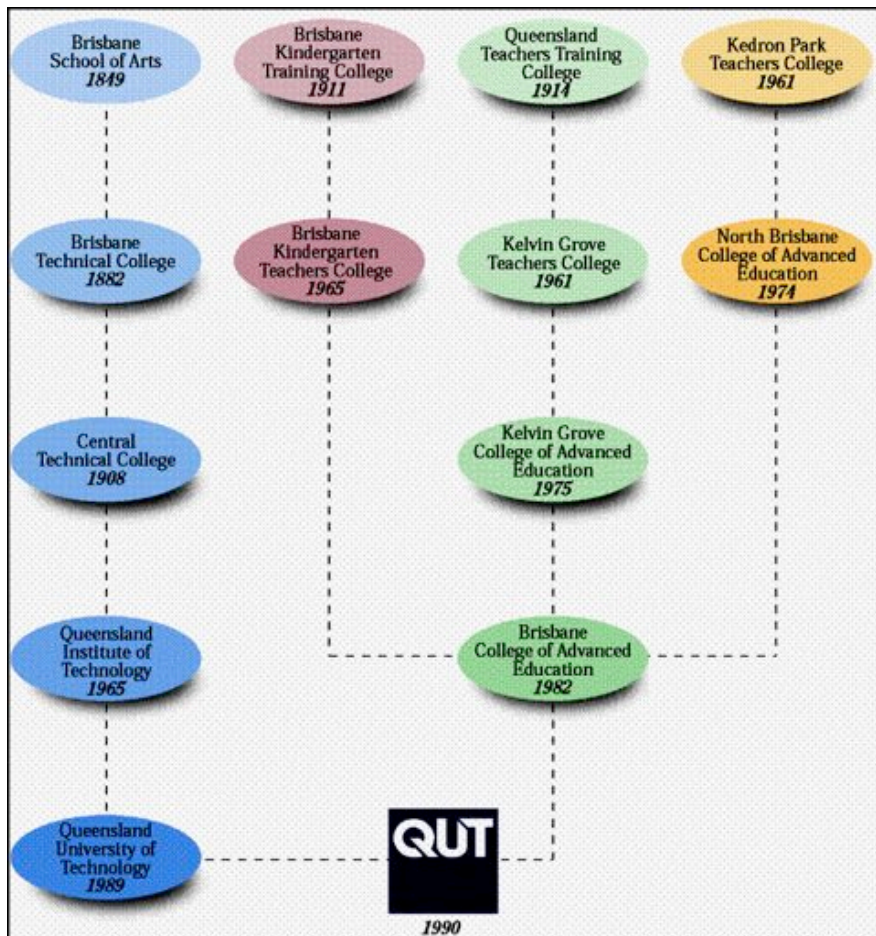 Brisbane
School of Arts
1849
Brisbane
Kindergarten
Training College
1911
Queensland
Teachers Training
College
1914
Kedron Park
Teachers College
1961
Brisbane
Technical College
1882
Brisbane
Kindergarten
Teachers College
1965
Kelvin Grove
Teachers College
1961
North Brisbane
College of Advanced
Education
1974
Central
Technical College
1908
Kelvin Grove
College of Advanced
Education
1975
Queensland
Institute of
Technology
1965
Brisbane
College of Advanced
Education
1982
Queensland
University of
Technology
1989
QUT
1990